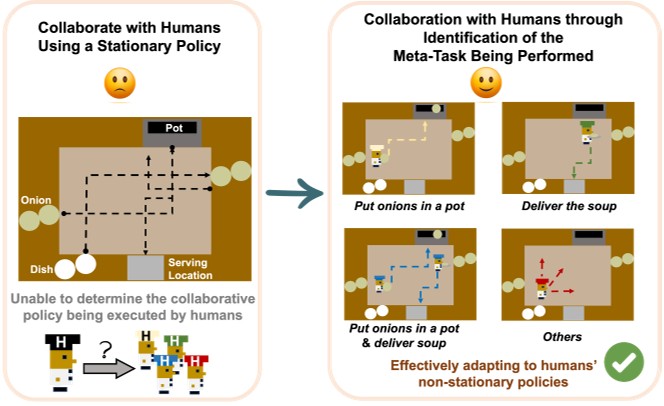 Collaborate with Humans
Using a Stationary Policy
Pot
Onion
Dish
Serving
Location
Unable to determine the collaborative
policy being executed by humans
H
?
H
H
H
H
Collaboration with Humans through
Identification of the
Meta-Task Being Performed
Put onions in a pot
Deliver the soup
Put onions in a pot
& deliver soup
Others
Effectively adapting to humans'
non-stationary policies